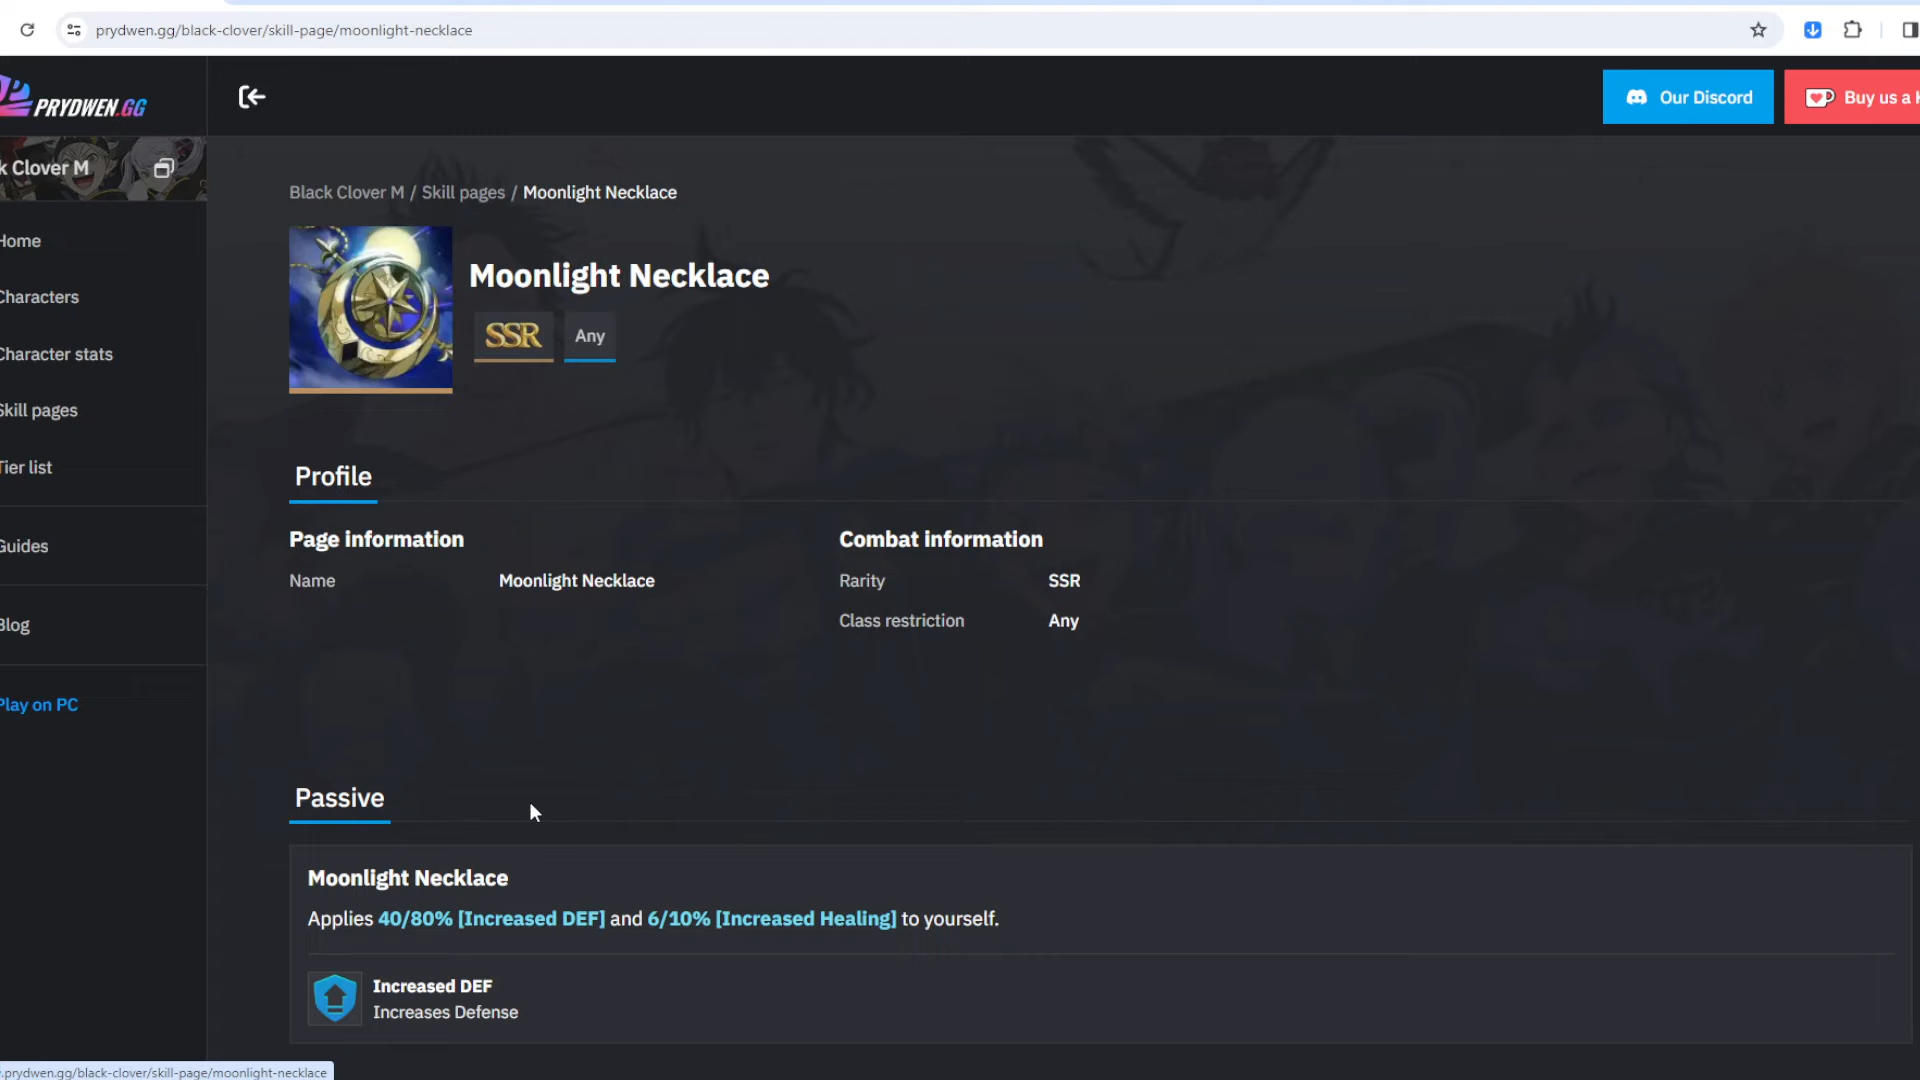 prydwen.gg/black-clover/skill-page/moonlight-necklace
PRYDWEN.GG
Our Discord
Buy us a K
k Clover M
Home
Characters
Character stats
Skill pages
Tier list
Guides
Blog
Play on PC
Black Clover M / Skill pages / Moonlight Necklace
Moonlight Necklace
SSR
Any
Profile
Page information
Name Moonlight Necklace
Combat information
Rarity SSR
Class restriction Any
Passive
Moonlight Necklace
Applies 40/80% [Increased DEF] and 6/10% [Increased Healing] to yourself.
Increased DEF
Increases Defense
.prydwen.gg/black-clover/skill-page/moonlight-necklace